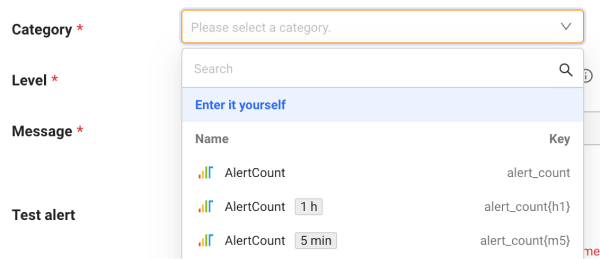 Category * Please select a category.
Search
Level *
Enter it yourself
Message * Name Key
AlertCount alert_count
AlertCount 1 h alert_count{h1}
Test alert
AlertCount 5 min alert_count{m5}
me